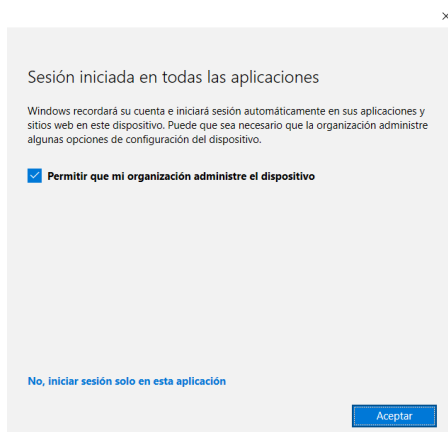 Sesión iniciada en todas las aplicaciones
Windows recordará su cuenta e iniciará sesión automáticamente en sus aplicaciones y
sitios web en este dispositivo. Puede que sea necesario que la organización administre
algunas opciones de configuración del dispositivo.
Permitir que mi organización administre el dispositivo
No, iniciar sesión solo en esta aplicación
Aceptar